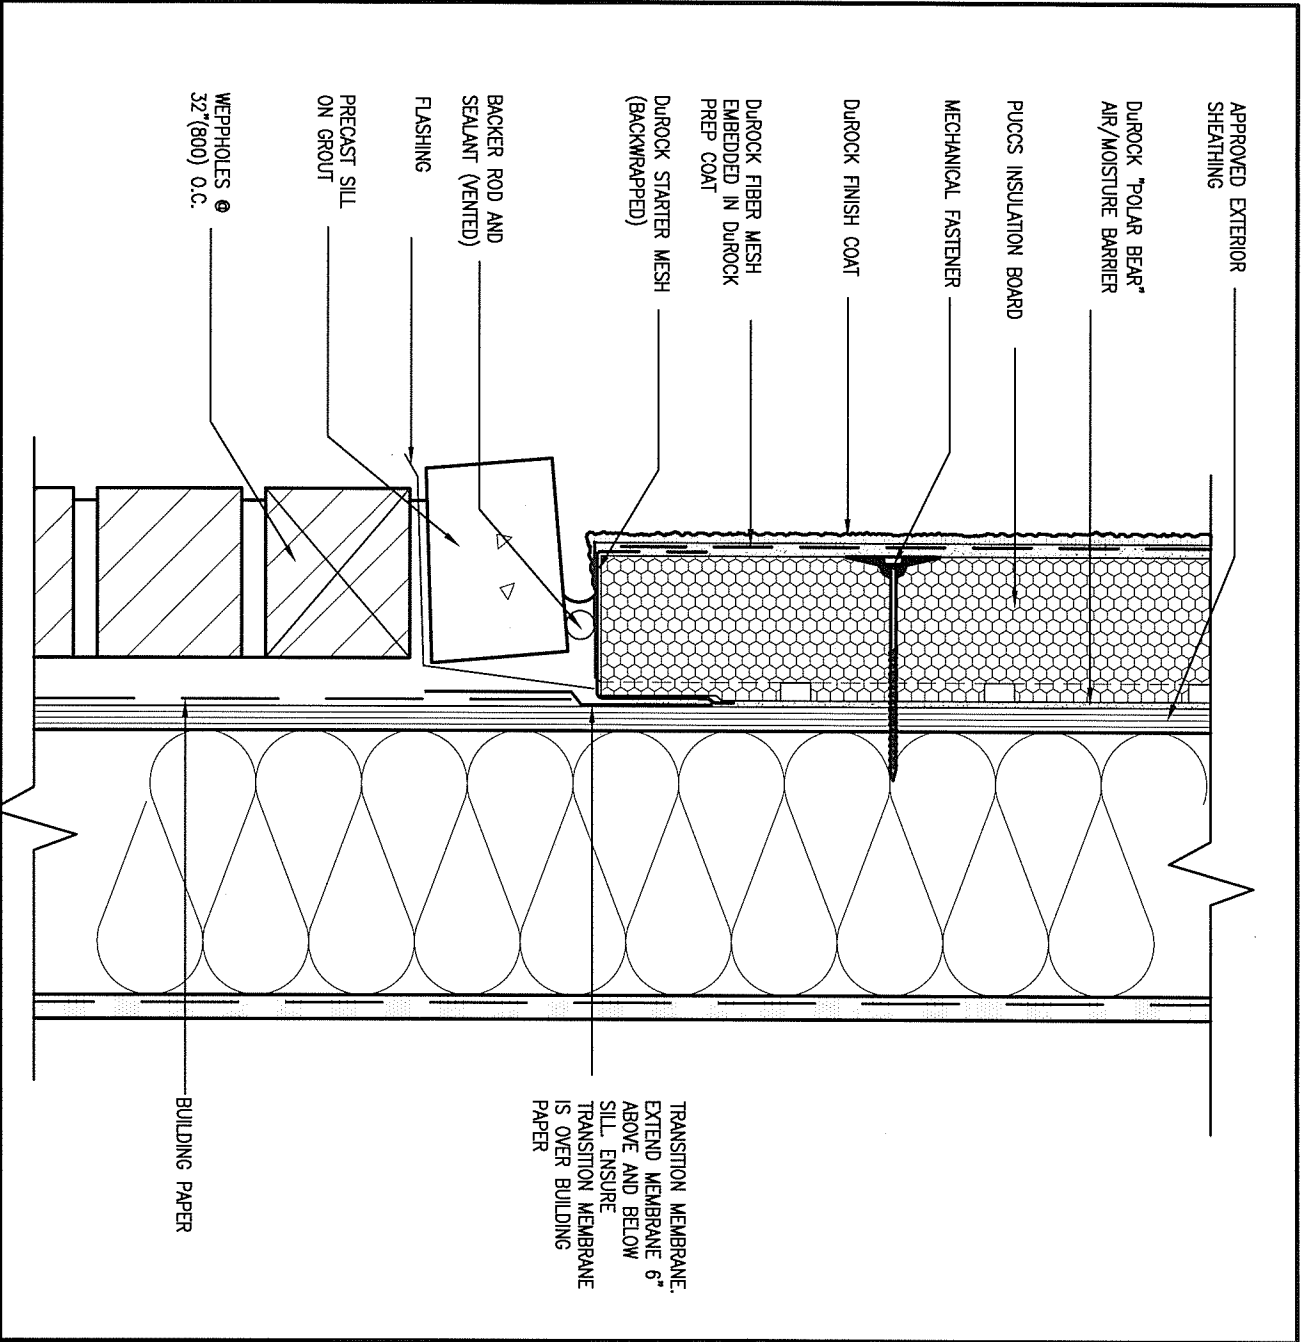 APPROVED EXTERIOR
SHEATHING
DuROCK "POLAR BEAR"
AIR/MOISTURE BARRIER
PUCCS INSULATION BOARD
MECHANICAL FASTENER
DuROCK FINISH COAT
DuROCK FIBER MESH
EMBEDDED IN DuROCK
PREP COAT
DuROCK STARTER MESH
(BACKWRAPPED)
BACKER ROD AND
SEALANT (VENTED)
FLASHING
PRECAST SILL
ON GROUT
WEPPHOLES @
32"(800) O.C.
TRANSITION MEMBRANE.
EXTEND MEMBRANE 6"
ABOVE AND BELOW
SILL. ENSURE
TRANSITION MEMBRANE
IS OVER BUILDING
PAPER
BUILDING PAPER